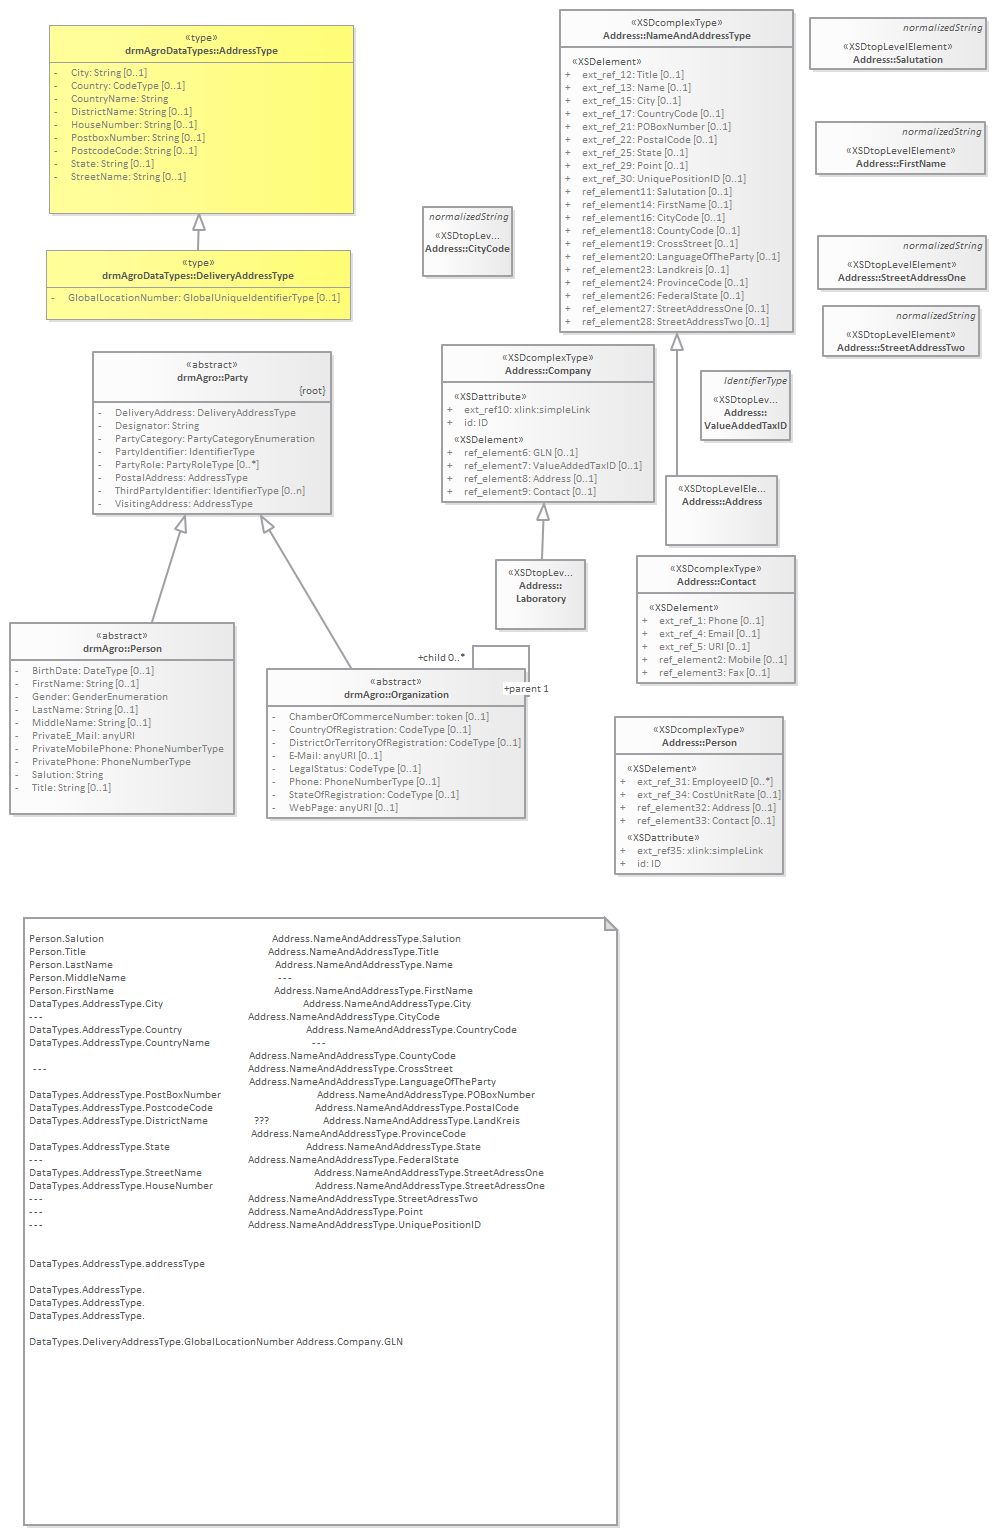 «type»
drmAgroDataTypes::AddressType
- City: String [0..1]
- Country: CodeType [0..1]
- CountryName: String
- DistrictName: String [0..1]
- HouseNumber: String [0..1]
- PostboxNumber: String [0..1]
- PostcodeCode: String [0..1]
- State: String [0..1]
- StreetName: String [0..1]
«type»
drmAgroDataTypes::DeliveryAddressType
- GlobalLocationNumber: GlobalUniqueIdentifierType [0..1]
«XSDcomplexType»
Address::NameAndAddressType
«XSDelement»
+ ext_ref_12: Title [0..1]
+ ext_ref_13: Name [0..1]
+ ext_ref_15: City [0..1]
+ ext_ref_17: CountryCode [0..1]
+ ext_ref_21: POBoxNumber [0..1]
+ ext_ref_22: PostalCode [0..1]
+ ext_ref_25: State [0..1]
+ ext_ref_29: Point [0..1]
+ ext_ref_30: UniquePositionID [0..1]
+ ref_element11: Salutation [0..1]
+ ref_element14: FirstName [0..1]
+ ref_element16: CityCode [0..1]
+ ref_element18: CountyCode [0..1]
+ ref_element19: CrossStreet [0..1]
+ ref_element20: LanguageOfTheParty [0..1]
+ ref_element23: Landkreis [0..1]
+ ref_element24: ProvinceCode [0..1]
+ ref_element26: FederalState [0..1]
+ ref_element27: StreetAddressOne [0..1]
+ ref_element28: StreetAddressTwo [0..1]
normalizedString
«XSDtopLevelElement»
Address::Salutation
normalizedString
«XSDtopLevelElement»
Address::FirstName
normalizedString
«XSDtopLev...
Address::CityCode
normalizedString
«XSDtopLevelElement»
Address::StreetAddressOne
normalizedString
«XSDtopLevelElement»
Address::StreetAddressTwo
«abstract»
drmAgro::Party
{root}
- DeliveryAddress: DeliveryAddressType
- Designator: String
- PartyCategory: PartyCategoryEnumeration
- PartyIdentifier: IdentifierType
- PartyRole: PartyRoleType [0..*]
- PostalAddress: AddressType
- ThirdPartyIdentifier: IdentifierType [0..n]
- VisitingAddress: AddressType
«XSDcomplexType»
Address::Company
«XSDattribute»
+ ext_ref10: xlink:simpleLink
+ id: ID
«XSDelement»
+ ref_element6: GLN [0..1]
+ ref_element7: ValueAddedTaxID [0..1]
+ ref_element8: Address [0..1]
+ ref_element9: Contact [0..1]
IdentifierType
«XSDtopLev...
Address::
ValueAddedTaxID
«XSDtopLevelEle...
Address::Address
«XSDtopLev...
Address::
Laboratory
«XSDcomplexType»
Address::Contact
«XSDelement»
+ ext_ref_1: Phone [0..1]
+ ext_ref_4: Email [0..1]
+ ext_ref_5: URI [0..1]
+ ref_element2: Mobile [0..1]
+ ref_element3: Fax [0..1]
«abstract»
drmAgro::Person
- BirthDate: DateType [0..1]
- FirstName: String [0..1]
- Gender: GenderEnumeration
- LastName: String [0..1]
- MiddleName: String [0..1]
- PrivateE_Mail: anyURI
- PrivateMobilePhone: PhoneNumberType
- PrivatePhone: PhoneNumberType
- Salution: String
- Title: String [0..1]
+child 0..*
+parent 1
«abstract»
drmAgro::Organization
- ChamberOfCommerceNumber: token [0..1]
- CountryOfRegistration: CodeType [0..1]
- DistrictOrTerritoryOfRegistration: CodeType [0..1]
- E-Mail: anyURI [0..1]
- LegalStatus: CodeType [0..1]
- Phone: PhoneNumberType [0..1]
- StateOfRegistration: CodeType [0..1]
- WebPage: anyURI [0..1]
«XSDcomplexType»
Address::Person
«XSDelement»
+ ext_ref_31: EmployeeID [0..*]
+ ext_ref_34: CostUnitRate [0..1]
+ ref_element32: Address [0..1]
+ ref_element33: Contact [0..1]
«XSDattribute»
+ ext_ref35: xlink:simpleLink
+ id: ID
Person.Salution Address.NameAndAddressType.Salution
Person.Title Address.NameAndAddressType.Title
Person.LastName Address.NameAndAddressType.Name
Person.MiddleName ---
Person.FirstName Address.NameAndAddressType.FirstName
DataTypes.AddressType.City Address.NameAndAddressType.City
--- Address.NameAndAddressType.CityCode
DataTypes.AddressType.Country Address.NameAndAddressType.CountryCode
DataTypes.AddressType.CountryName ---
Address.NameAndAddressType.CountyCode
--- Address.NameAndAddressType.CrossStreet
Address.NameAndAddressType.LanguageOfTheParty
DataTypes.AddressType.PostBoxNumber Address.NameAndAddressType.POBoxNumber
DataTypes.AddressType.PostcodeCode Address.NameAndAddressType.PostalCode
DataTypes.AddressType.DistrictName ??? Address.NameAndAddressType.LandKreis
Address.NameAndAddressType.ProvinceCode
DataTypes.AddressType.State Address.NameAndAddressType.State
--- Address.NameAndAddressType.FederalState
DataTypes.AddressType.StreetName Address.NameAndAddressType.StreetAdressOne
DataTypes.AddressType.HouseNumber Address.NameAndAddressType.StreetAdressOne
--- Address.NameAndAddressType.StreetAdressTwo
--- Address.NameAndAddressType.Point
--- Address.NameAndAddressType.UniquePositionID
DataTypes.AddressType.addressType
DataTypes.AddressType.
DataTypes.AddressType.
DataTypes.AddressType.
DataTypes.DeliveryAddressType.GlobalLocationNumber Address.Company.GLN